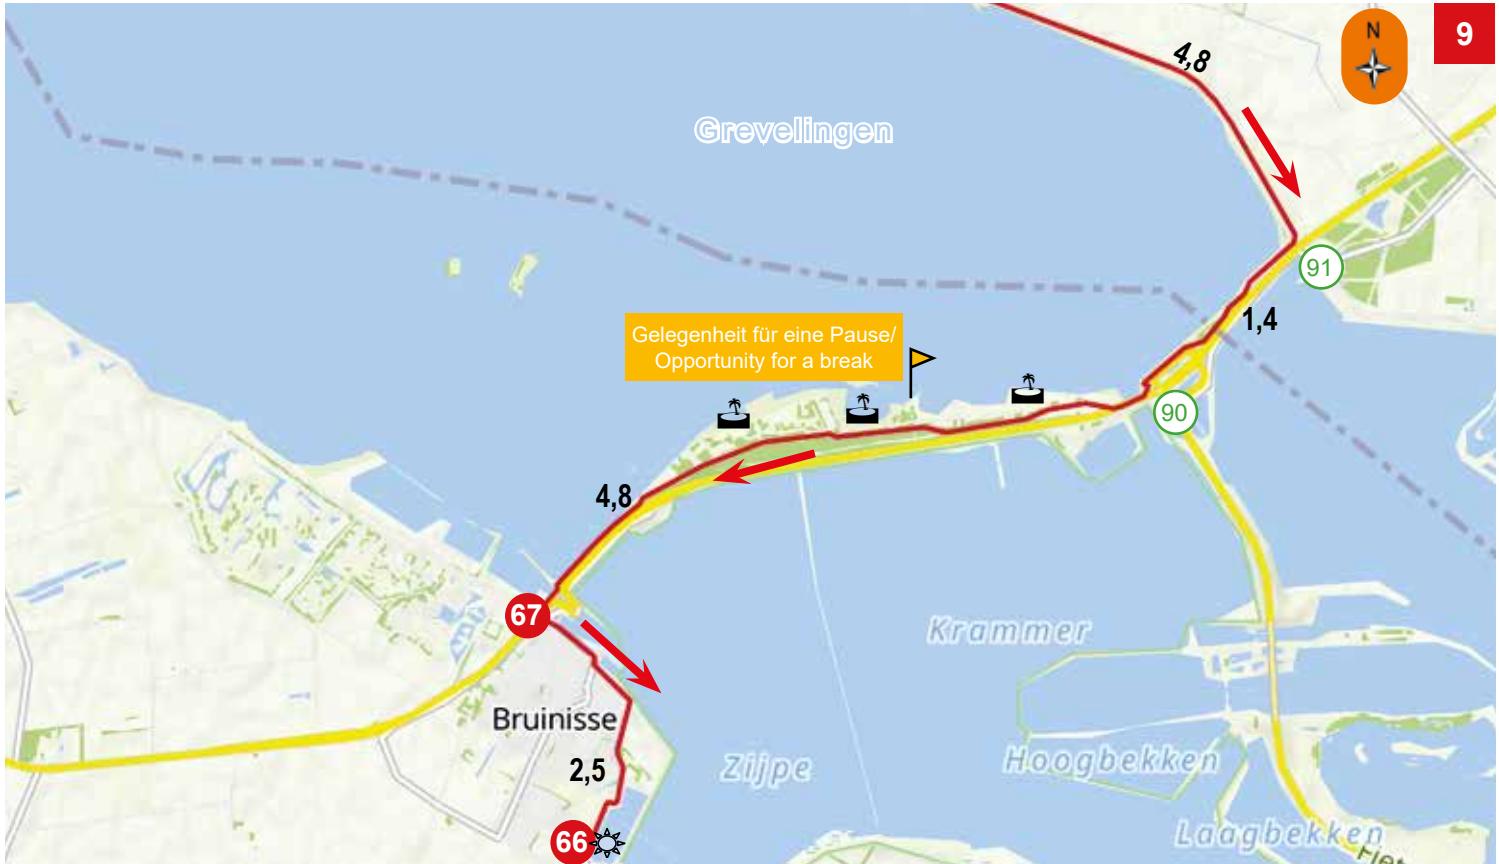 9
N
4,8
Grevelingen
91
1,4
Gelegenheit für eine Pause/
Opportunity for a break
90
4,8
67
Krammer
Bruinisse
Zijpe
Hoogbekken
2,5
Laagbekken
66